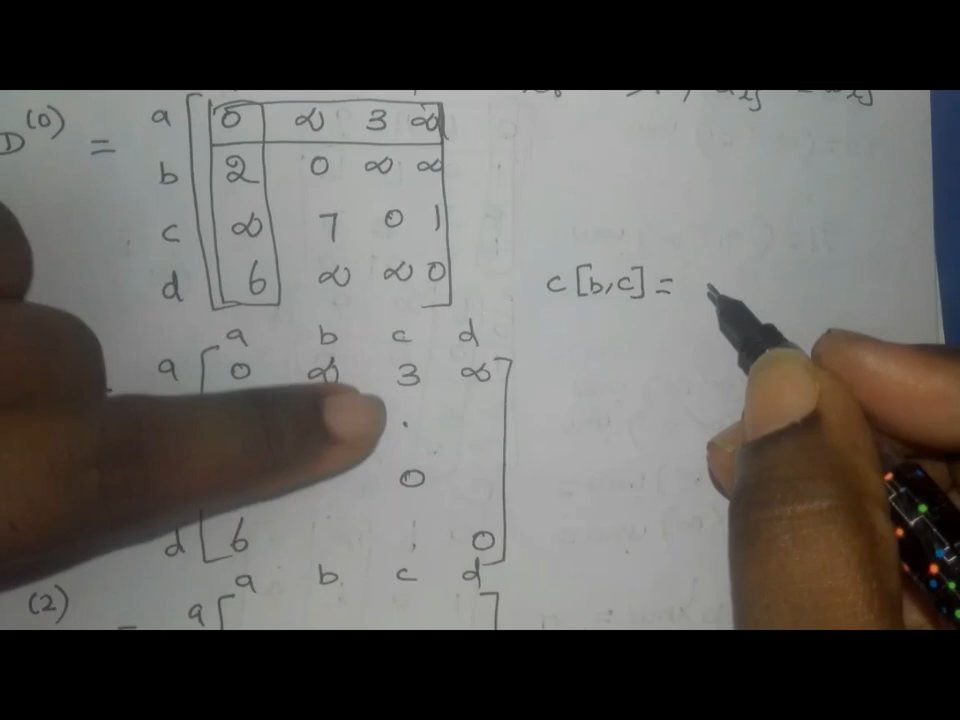 D(0) = a [ 0 ∞ 3 ∞
b 2 0 ∞ ∞
c ∞ 7 0 1
d 6 ∞ ∞ 0 ]
c[b,c] =
a b c d
a [ 0 ∞ 3 ∞ ]
.
0
d 6 . 0
a b c d
(2) = a [ ]